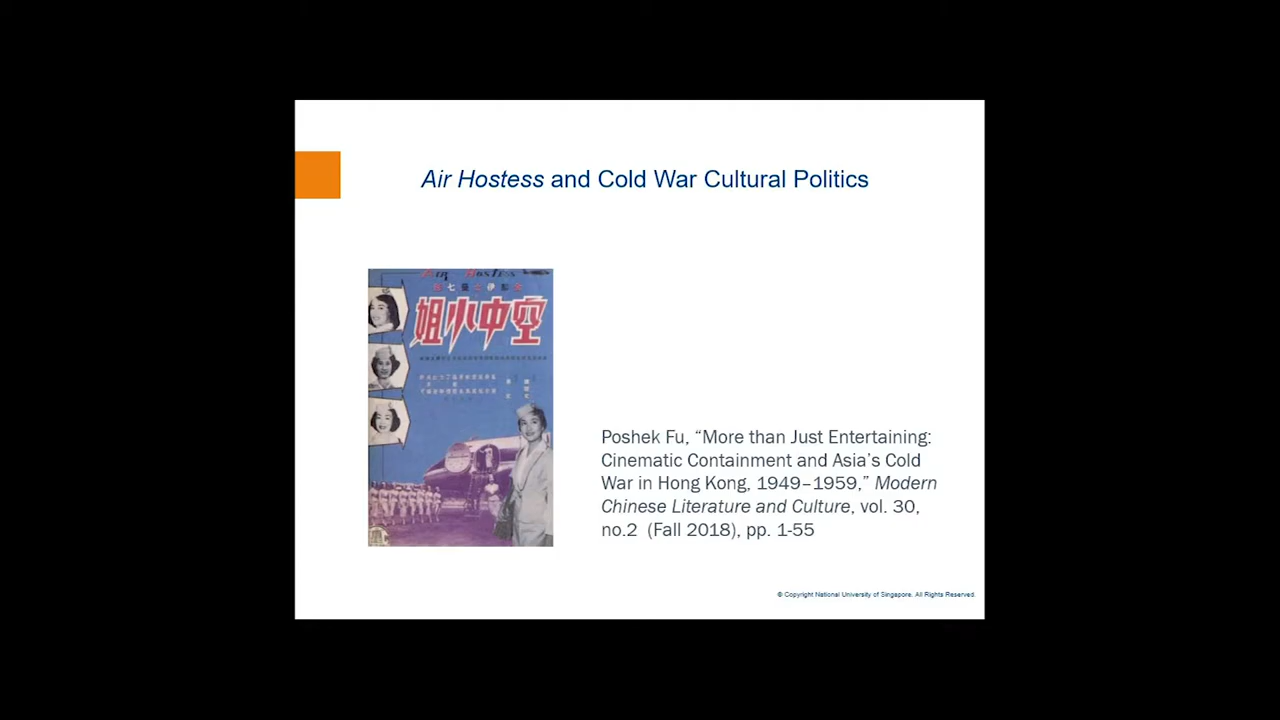 Air Hostess and Cold War Cultural Politics
空中小姐
Poshek Fu, “More than Just Entertaining:
Cinematic Containment and Asia’s Cold
War in Hong Kong, 1949–1959,” Modern
Chinese Literature and Culture, vol. 30,
no.2 (Fall 2018), pp. 1-55
© Copyright National University of Singapore. All Rights Reserved.